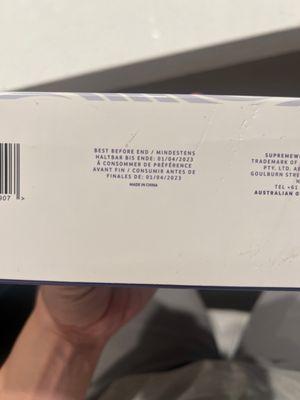 BEST BEFORE END / MINDESTENS
HALTBAR BIS ENDE: 01/04/2023
À CONSOMMER DE PRÉFÉRENCE
AVANT FIN / CONSUMIR ANTES DE
FINALES DE: 01/04/2023
MADE IN CHINA
907 >
TRADEMARK OF
PTY. LTD.
GOULBURN STRE
TEL +61
AUSTRALIAN O